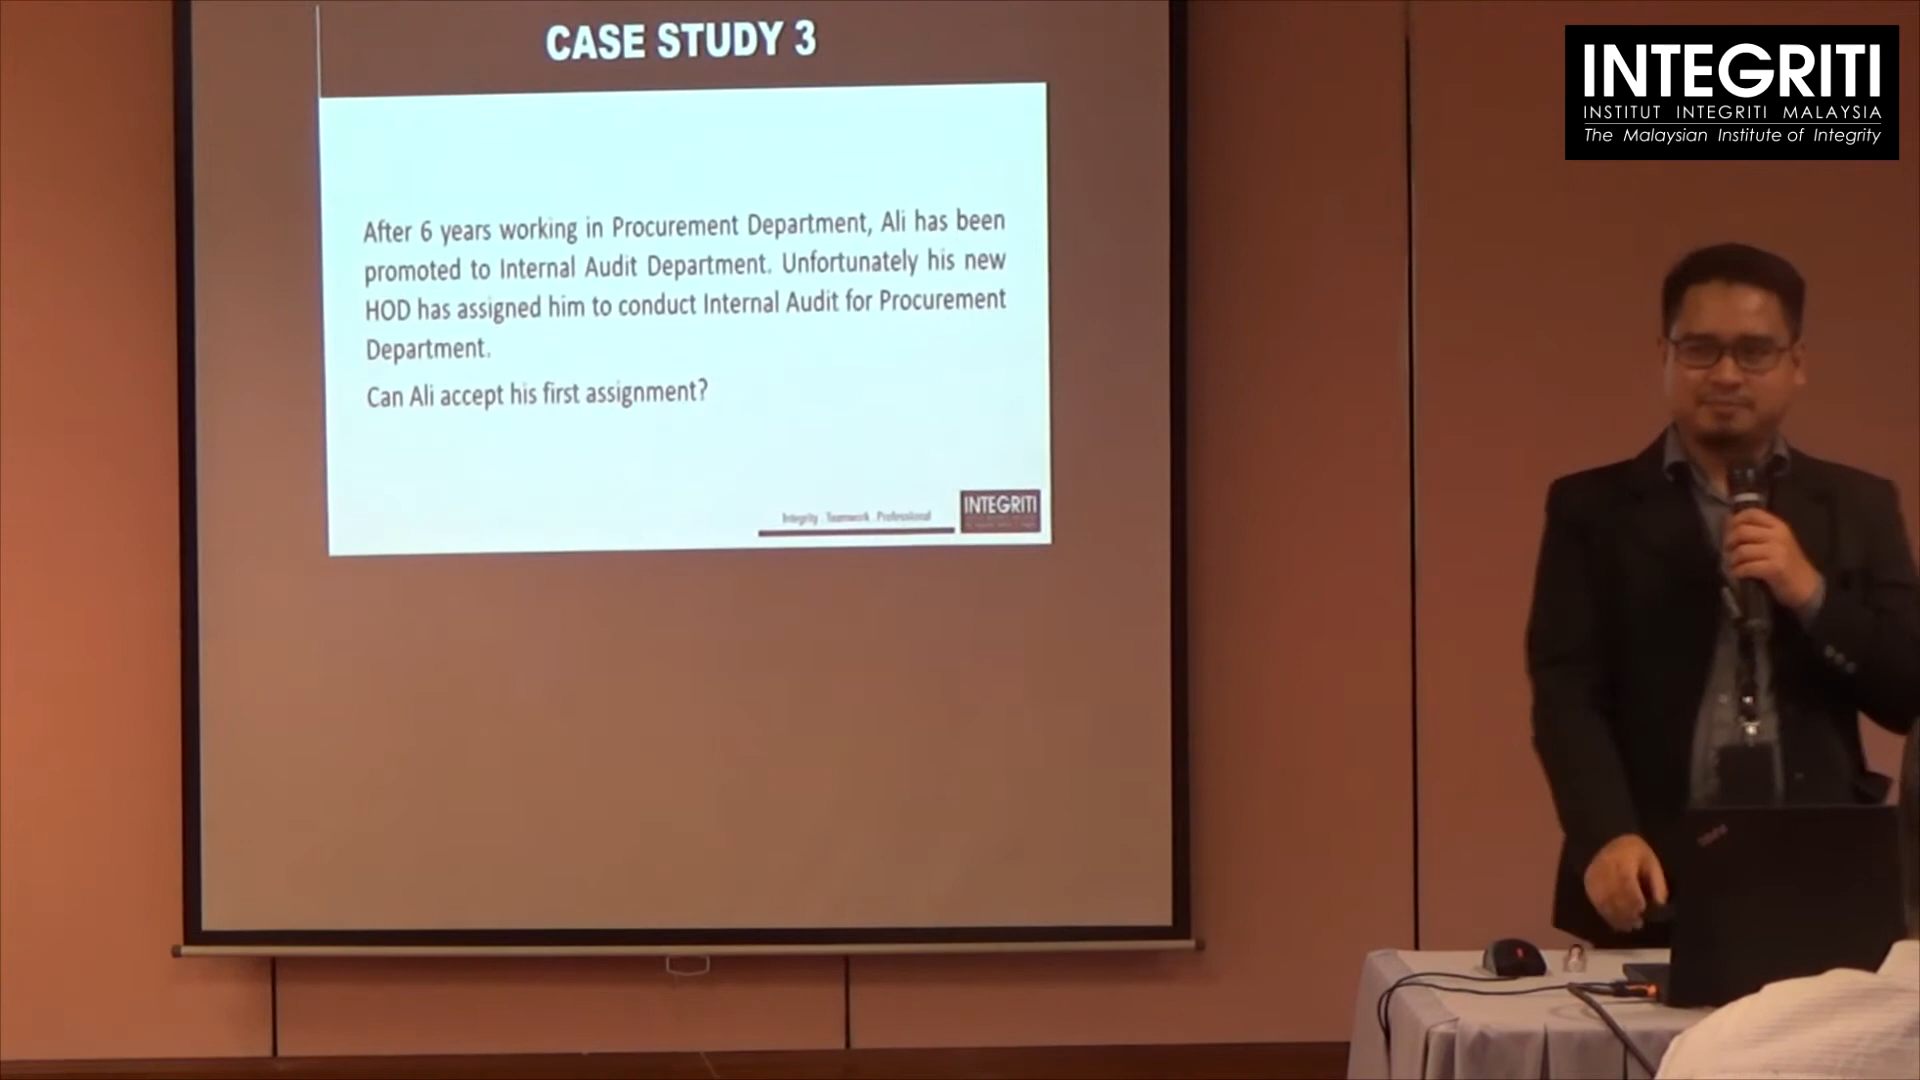 CASE STUDY 3
INTEGRITI
INSTITUT INTEGRITI MALAYSIA
The Malaysian Institute of Integrity
After 6 years working in Procurement Department, Ali has been
promoted to Internal Audit Department. Unfortunately his new
HOD has assigned him to conduct Internal Audit for Procurement
Department.
Can Ali accept his first assignment?
Integrity . Teamwork . Professional
INTEGRITI